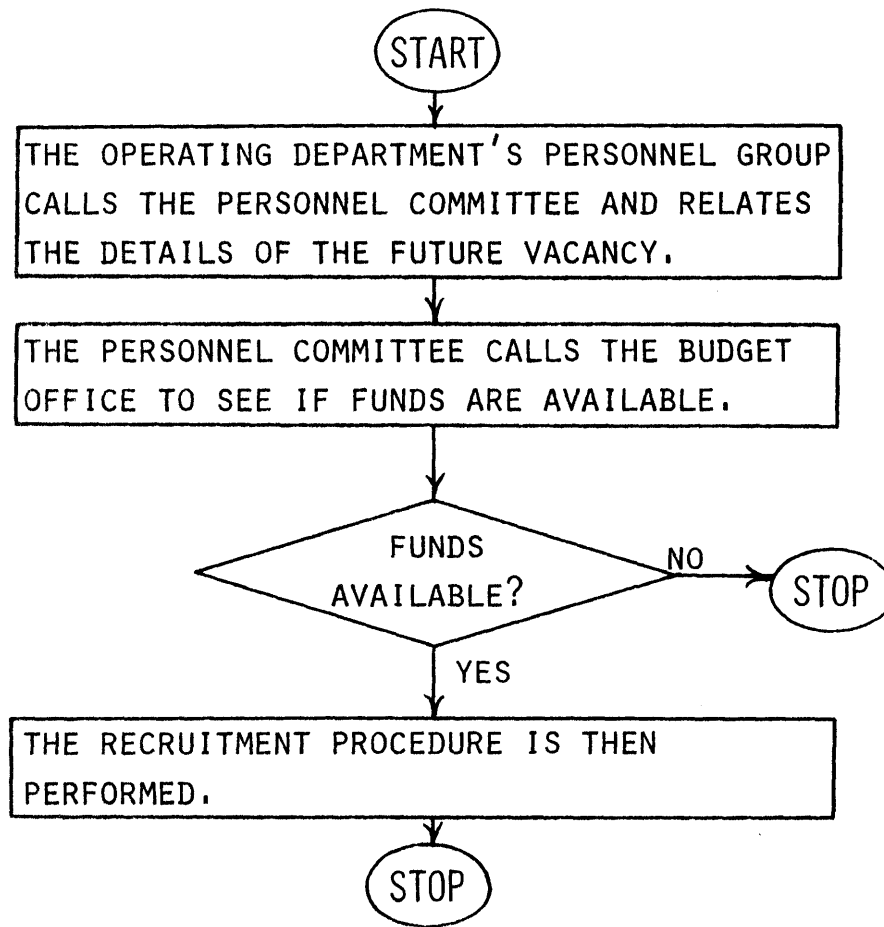 START
THE OPERATING DEPARTMENT'S PERSONNEL GROUP
CALLS THE PERSONNEL COMMITTEE AND RELATES
THE DETAILS OF THE FUTURE VACANCY.
THE PERSONNEL COMMITTEE CALLS THE BUDGET
OFFICE TO SEE IF FUNDS ARE AVAILABLE.
FUNDS
AVAILABLE?
NO
STOP
YES
THE RECRUITMENT PROCEDURE IS THEN
PERFORMED.
STOP